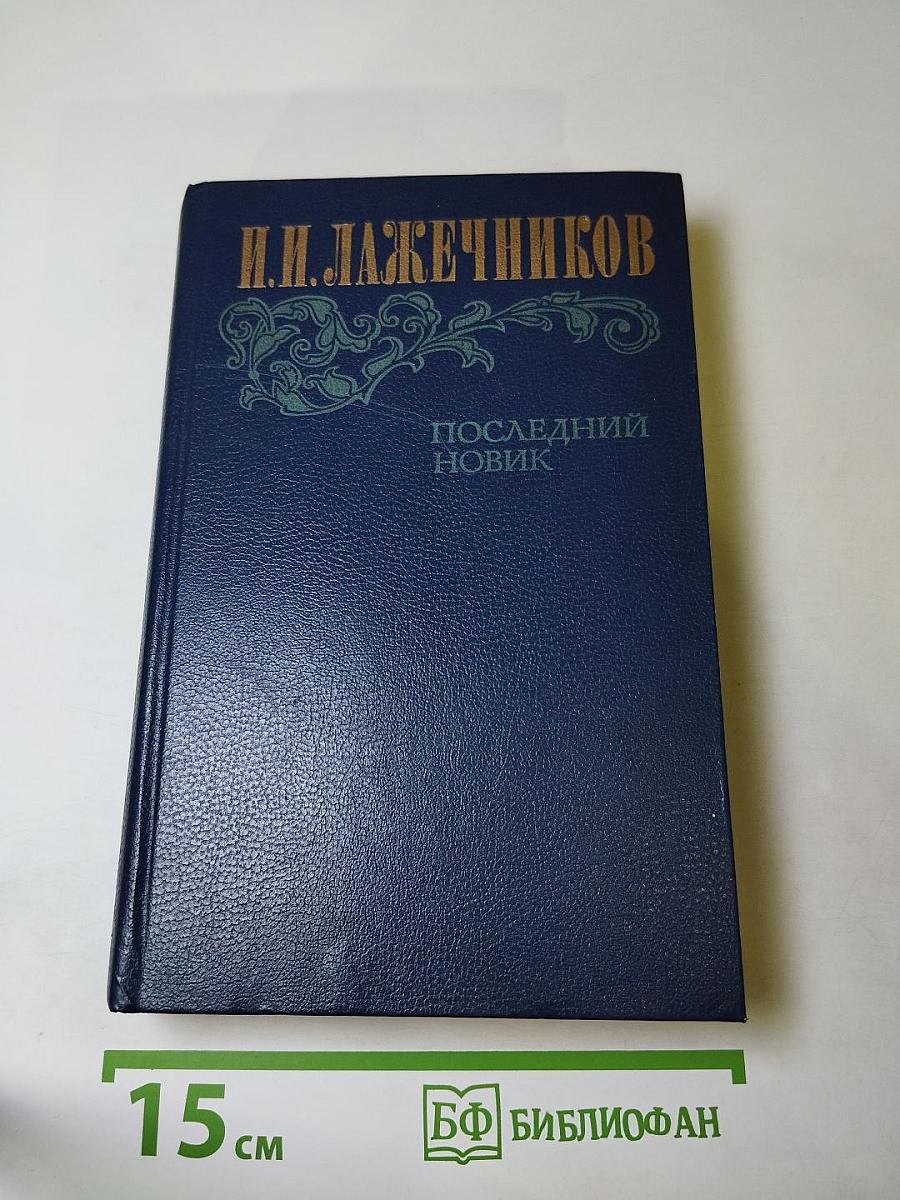 И.И.ЛАЖЕЧНИКОВ
ПОСЛЕДНИЙ
НОВИК
15 см
БФ БИБЛИОФАН